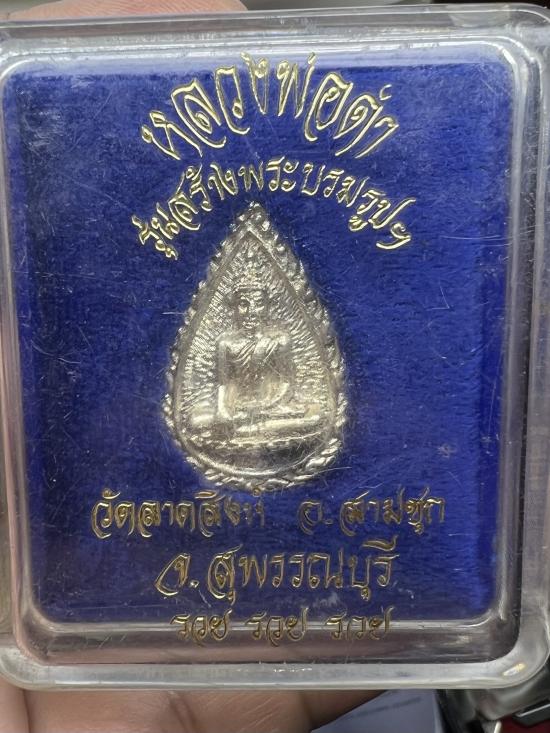 หลวงพ่อดำ
รุ่นสร้างพระบรมรูปฯ
วัดลาดสิงห์ อ.สามชุก
จ.สุพรรณบุรี
รวย รวย รวย